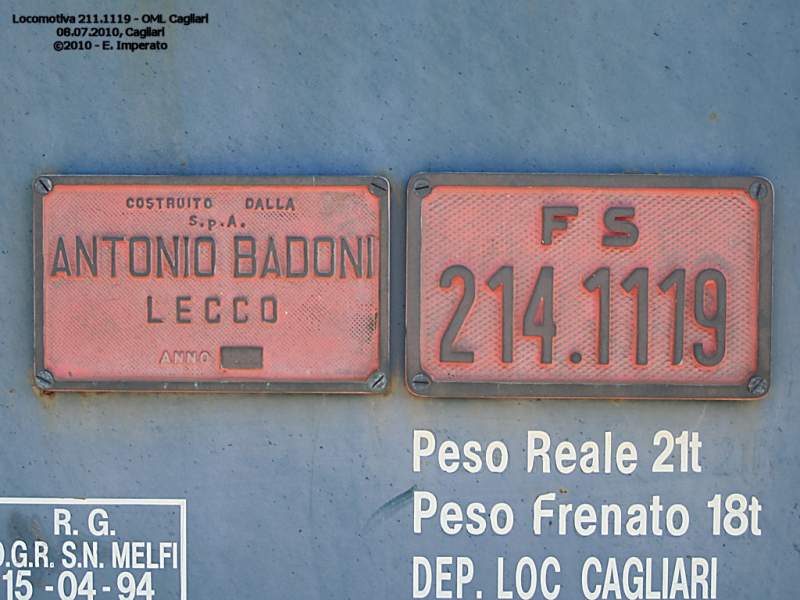 Locomotiva 211.1119 - OML Cagliari
08.07.2010, Cagliari
©2010 - E. Imperato
COSTRUITO DALLA
S.p.A.
ANTONIO BADONI
LECCO
ANNO
FS
214.1119
Peso Reale 21t
Peso Frenato 18t
DEP. LOC CAGLIARI
R. G.
O.G.R. S.N. MELFI
15-04-94